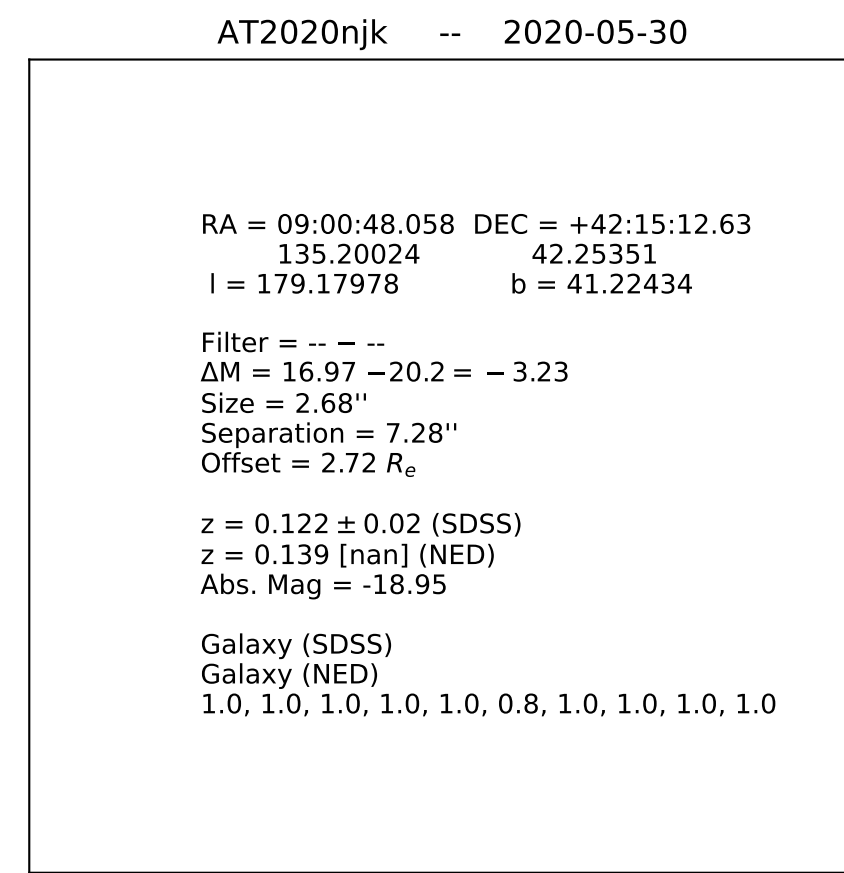 AT2020njk -- 2020-05-30
RA = 09:00:48.058 DEC = +42:15:12.63
135.20024 42.25351
l = 179.17978 b = 41.22434
Filter = -- − --
ΔM = 16.97 −20.2 = −3.23
Size = 2.68''
Separation = 7.28''
Offset = 2.72 Rₑ
z = 0.122 ± 0.02 (SDSS)
z = 0.139 [nan] (NED)
Abs. Mag = -18.95
Galaxy (SDSS)
Galaxy (NED)
1.0, 1.0, 1.0, 1.0, 1.0, 0.8, 1.0, 1.0, 1.0, 1.0